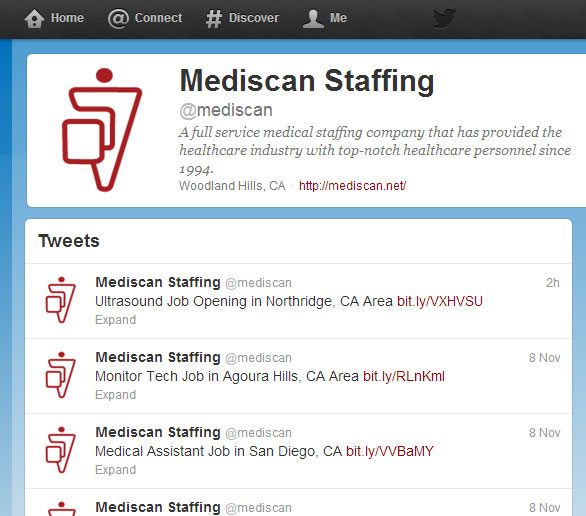 Home @ Connect # Discover Me
Mediscan Staffing
@mediscan
A full service medical staffing company that has provided the
healthcare industry with top-notch healthcare personnel since
1994.
Woodland Hills, CA · http://mediscan.net/
Tweets
Mediscan Staffing @mediscan 2h
Ultrasound Job Opening in Northridge, CA Area bit.ly/VXHVSU
Expand
Mediscan Staffing @mediscan 8 Nov
Monitor Tech Job in Agoura Hills, CA Area bit.ly/RLnKml
Expand
Mediscan Staffing @mediscan 8 Nov
Medical Assistant Job in San Diego, CA bit.ly/VVBaMY
Expand
Mediscan Staffing @mediscan 8 Nov